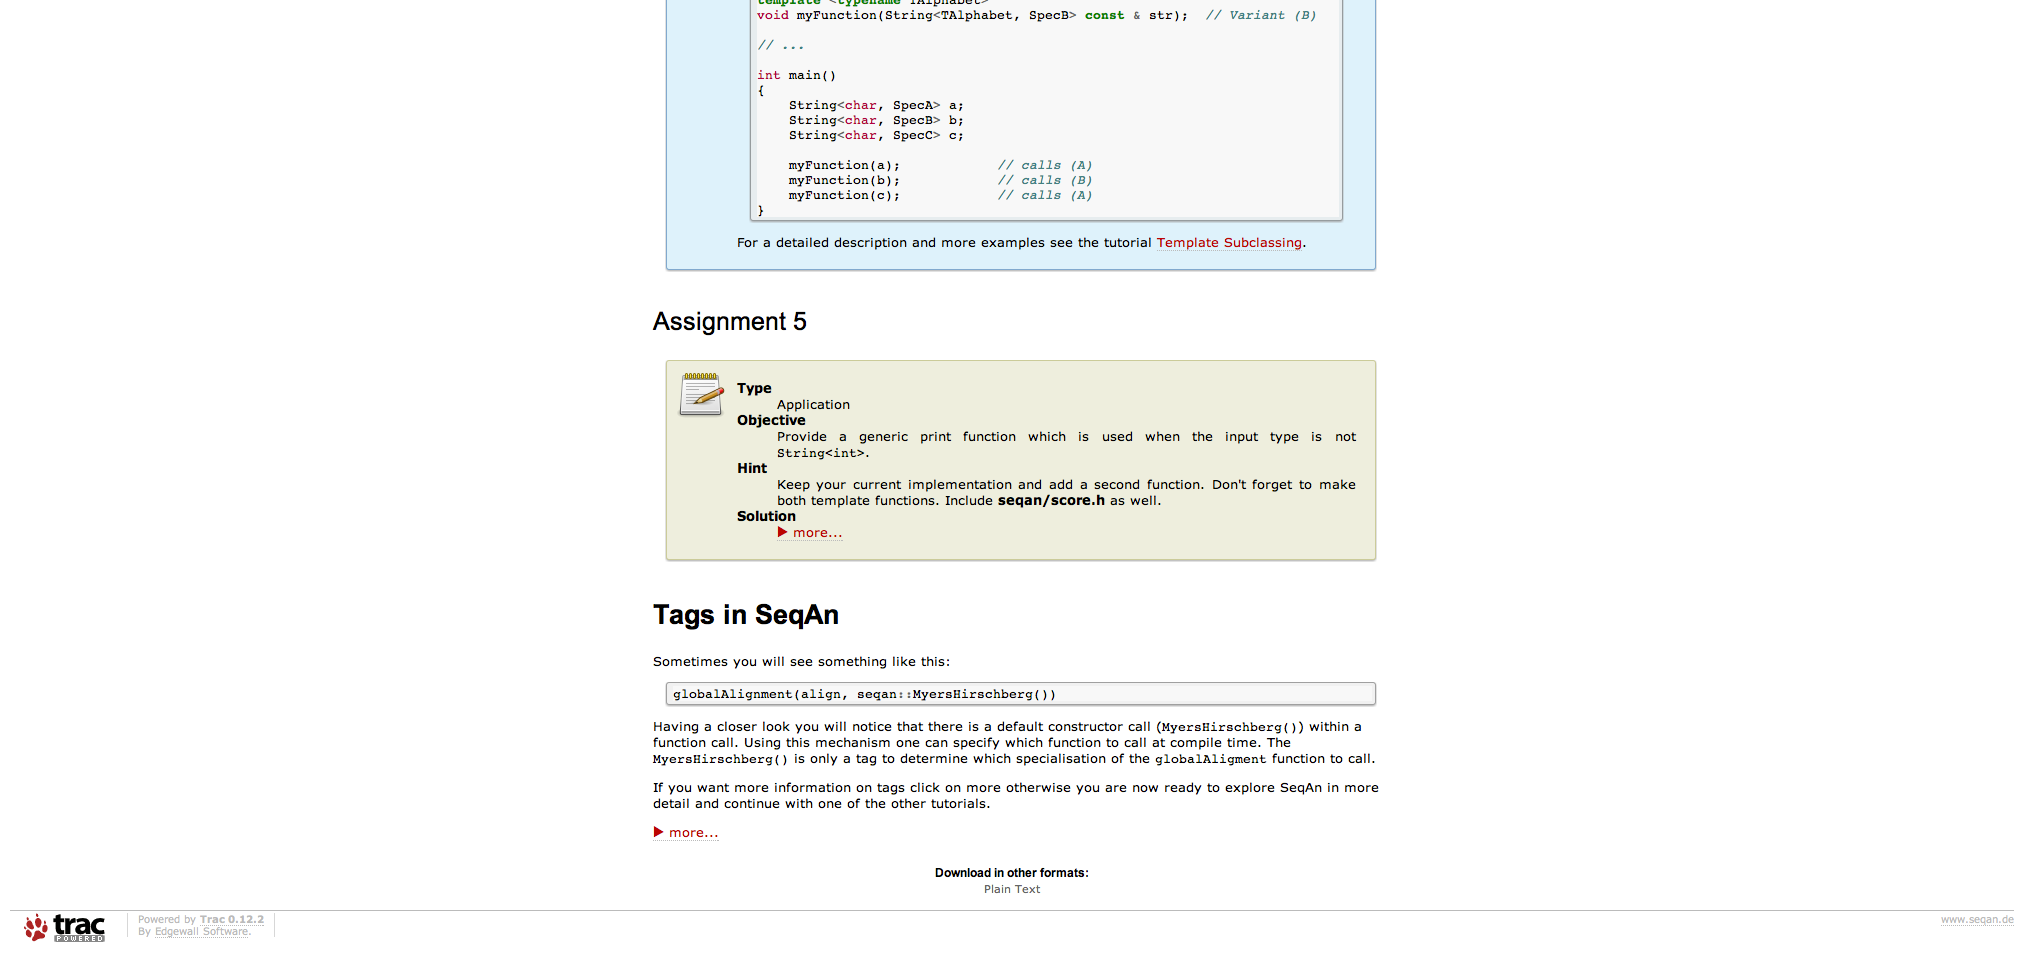 template <typename TAlphabet>
void myFunction(String<TAlphabet, SpecB> const & str);  // Variant (B)
// ...
int main()
{
    String<char, SpecA> a;
    String<char, SpecB> b;
    String<char, SpecC> c;
    myFunction(a);            // calls (A)
    myFunction(b);            // calls (B)
    myFunction(c);            // calls (A)
}
For a detailed description and more examples see the tutorial Template Subclassing.
Assignment 5
Type
Application
Objective
Provide a generic print function which is used when the input type is not
String<int>.
Hint
Keep your current implementation and add a second function. Don't forget to make
both template functions. Include seqan/score.h as well.
Solution
more...
Tags in SeqAn
Sometimes you will see something like this:
globalAlignment(align, seqan::MyersHirschberg())
Having a closer look you will notice that there is a default constructor call (MyersHirschberg()) within a
function call. Using this mechanism one can specify which function to call at compile time. The
MyersHirschberg() is only a tag to determine which specialisation of the globalAligment function to call.
If you want more information on tags click on more otherwise you are now ready to explore SeqAn in more
detail and continue with one of the other tutorials.
more...
Download in other formats:
Plain Text
trac
POWERED
Powered by Trac 0.12.2
By Edgewall Software.
www.seqan.de